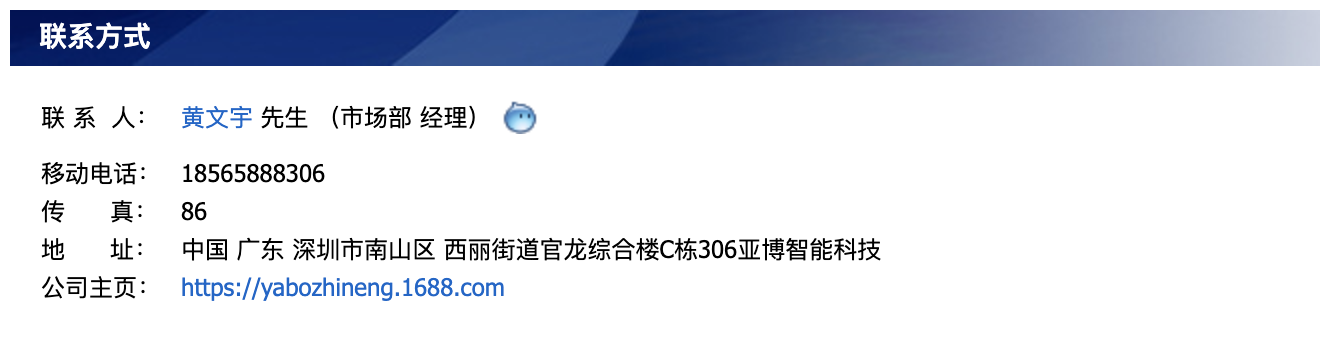 联系方式
联 系 人： 黄文宇 先生 （市场部 经理）
移动电话： 18565888306
传 真： 86
地 址： 中国 广东 深圳市南山区 西丽街道官龙综合楼C栋306亚博智能科技
公司主页： https://yabozhineng.1688.com